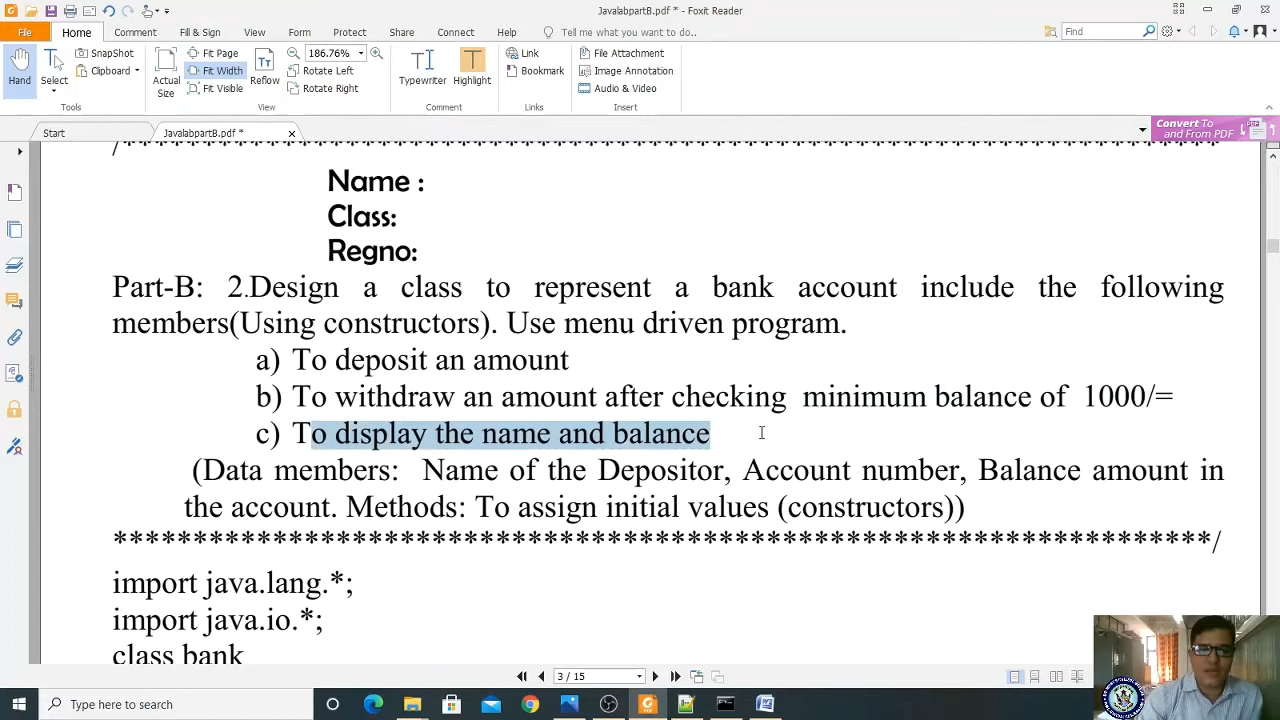 JavalabpartB.pdf * - Foxit Reader
File Home Comment Fill & Sign View Form Protect Share Connect Help Tell me what you want to do.. Find
Hand Select SnapShot Clipboard Actual Size Fit Page Fit Width Fit Visible Reflow 186.76% Rotate Left Rotate Right Typewriter Highlight Link Bookmark File Attachment Image Annotation Audio & Video
Tools View Comment Links Insert
Start JavalabpartB.pdf * Convert To and From PDF
/*********************************************************************
Name :
Class:
Regno:
Part-B: 2.Design a class to represent a bank account include the following
members(Using constructors). Use menu driven program.
a) To deposit an amount
b) To withdraw an amount after checking minimum balance of 1000/=
c) To display the name and balance
(Data members: Name of the Depositor, Account number, Balance amount in
the account. Methods: To assign initial values (constructors))
*********************************************************************/
import java.lang.*;
import java.io.*;
class bank
3 / 15
Type here to search